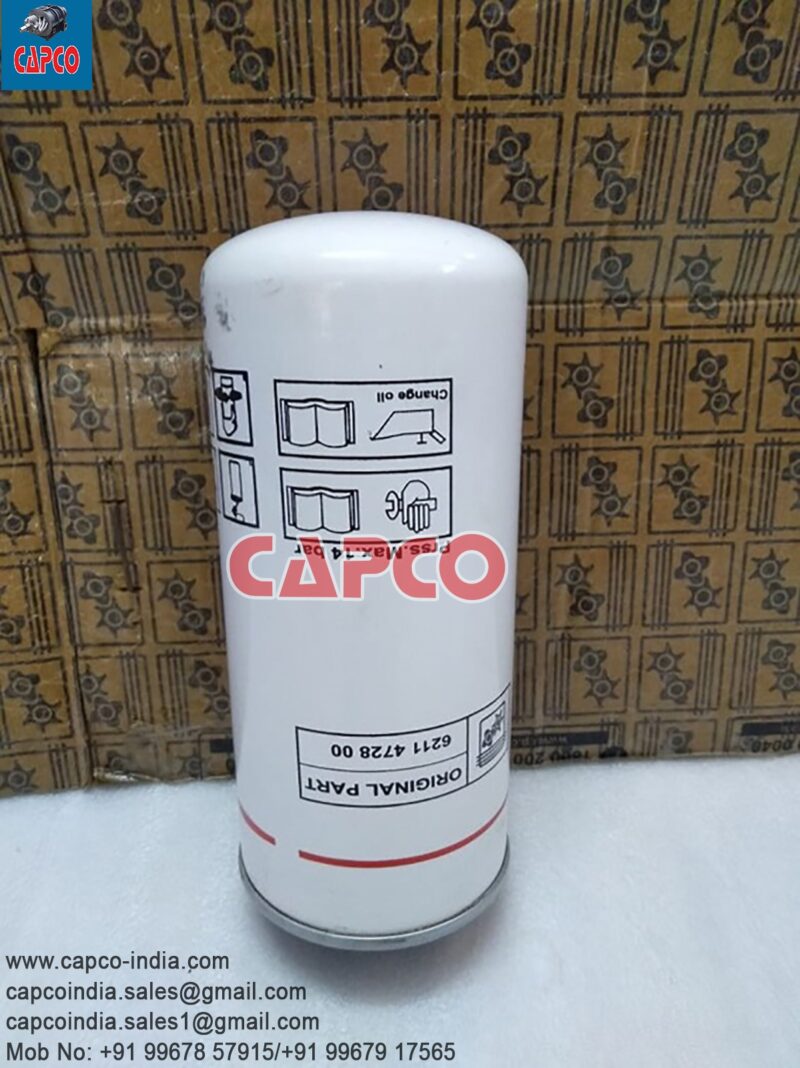 CAPCO
Change oil
Prss.Max.14 bar
CAPCO
6211 4728 00
ORIGINAL PART
www.capco-india.com
capcoindia.sales@gmail.com
capcoindia.sales1@gmail.com
Mob No: +91 99678 57915/+91 99679 17565